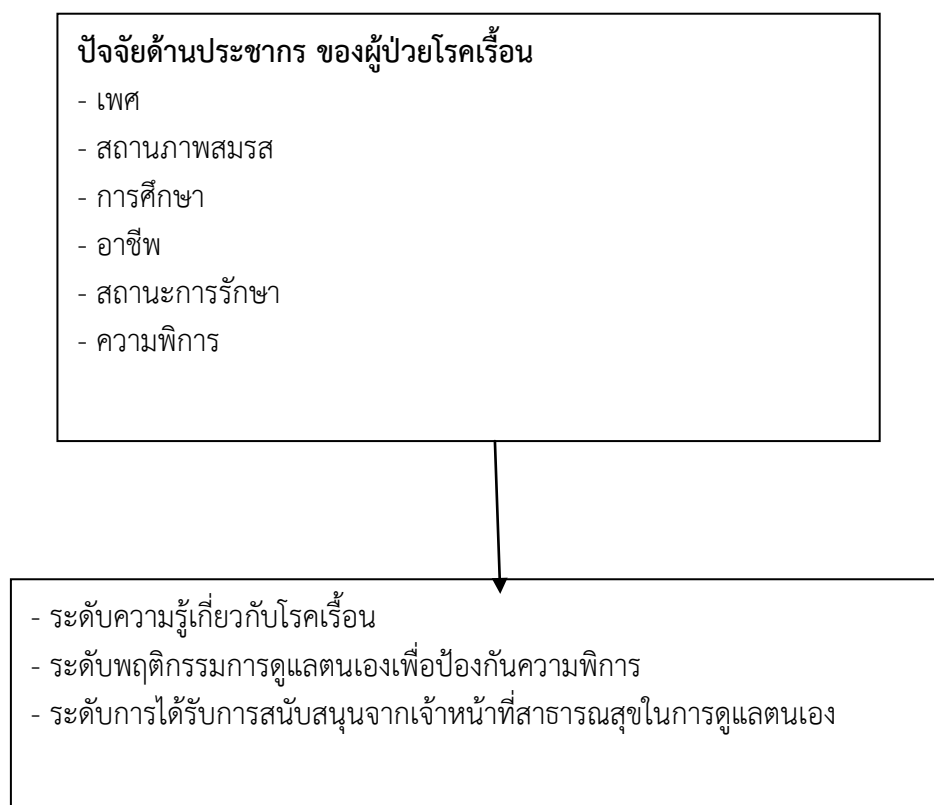 ปัจจัยด้านประชากร ของผู้ป่วยโรคเรื้อน
- เพศ
- สถานภาพสมรส
- การศึกษา
- อาชีพ
- สถานะการรักษา
- ความพิการ
- ระดับความรู้เกี่ยวกับโรคเรื้อน
- ระดับพฤติกรรมการดูแลตนเองเพื่อป้องกันความพิการ
- ระดับการได้รับการสนับสนุนจากเจ้าหน้าที่สาธารณสุขในการดูแลตนเอง